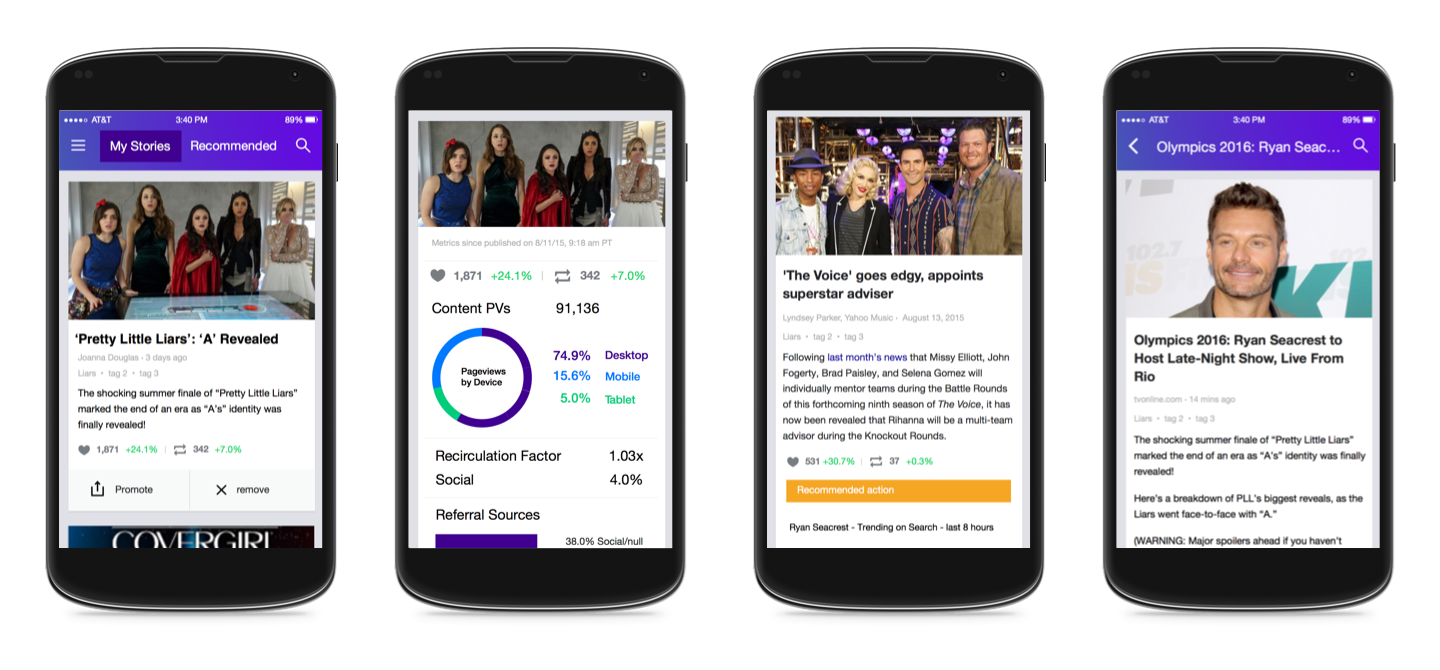 AT&T 3:40 PM 89%
My Stories Recommended
‘Pretty Little Liars’: ‘A’ Revealed
Joanna Douglas - 3 days ago
Liars • tag 2 • tag 3
The shocking summer finale of “Pretty Little Liars”
marked the end of an era as “A's” identity was
finally revealed!
1,871 +24.1% | 342 +7.0%
Promote remove
COVERGIRL
Metrics since published on 8/11/15, 9:18 am PT
1,871 +24.1% | 342 +7.0%
Content PVs 91,136
Pageviews
by Device
74.9% Desktop
15.6% Mobile
5.0% Tablet
Recirculation Factor 1.03x
Social 4.0%
Referral Sources
38.0% Social/null
'The Voice' goes edgy, appoints
superstar adviser
Lyndsey Parker, Yahoo Music • August 13, 2015
Liars • tag 2 • tag 3
Following last month's news that Missy Elliott, John
Fogerty, Brad Paisley, and Selena Gomez will
individually mentor teams during the Battle Rounds
of this forthcoming ninth season of The Voice, it has
now been revealed that Rihanna will be a multi-team
advisor during the Knockout Rounds.
531 +30.7% | 37 +0.3%
Recommended action
Ryan Seacrest - Trending on Search - last 8 hours
AT&T 3:40 PM 89%
Olympics 2016: Ryan Seac...
102.7
KI
Olympics 2016: Ryan Seacrest to
Host Late-Night Show, Live From
Rio
tvonline.com - 14 mins ago
Liars • tag 2 • tag 3
The shocking summer finale of “Pretty Little Liars”
marked the end of an era as “A's” identity was finally
revealed!
Here's a breakdown of PLL's biggest reveals, as the
Liars went face-to-face with “A.”
(WARNING: Major spoilers ahead if you haven't